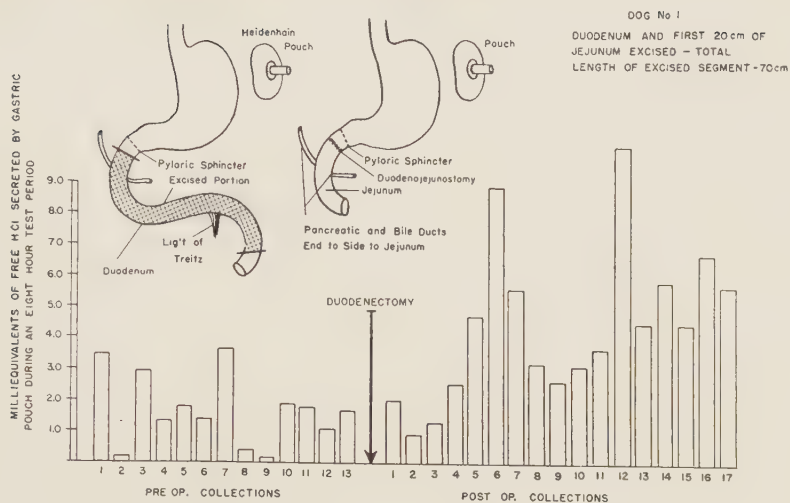 DOG No 1
DUODENUM AND FIRST 20 cm OF
JEJUNUM EXCISED – TOTAL
LENGTH OF EXCISED SEGMENT - 70cm
Heidenhain
Pouch
Pyloric Sphincter
Excised Portion
Lig't of
Treitz
Duodenum
Pouch
Pyloric Sphincter
Duodenojejunostomy
Jejunum
Pancreatic and Bile Ducts
End to Side to Jejunum
MILLIEQUIVALENTS OF FREE HCl SECRETED BY GASTRIC
POUCH DURING AN EIGHT HOUR TEST PERIOD
9.0
8.0
7.0
6.0
5.0
4.0
3.0
2.0
1.0
DUODENECTOMY
1 2 3 4 5 6 7 8 9 10 11 12 13
1 2 3 4 5 6 7 8 9 10 11 12 13 14 15 16 17
PRE OP. COLLECTIONS
POST OP. COLLECTIONS